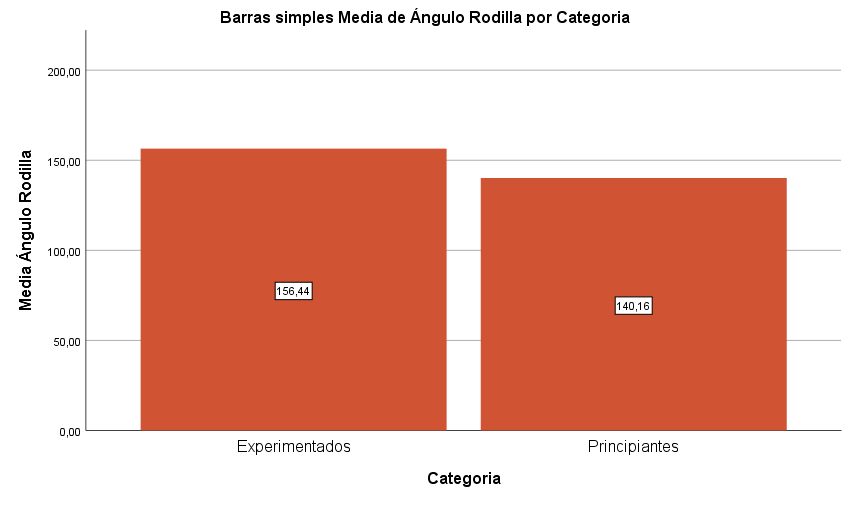 Barras simples Media de Ángulo Rodilla por Categoria
Media Ángulo Rodilla
200,00
150,00
100,00
50,00
0,00
156,44
140,16
Experimentados
Principiantes
Categoria